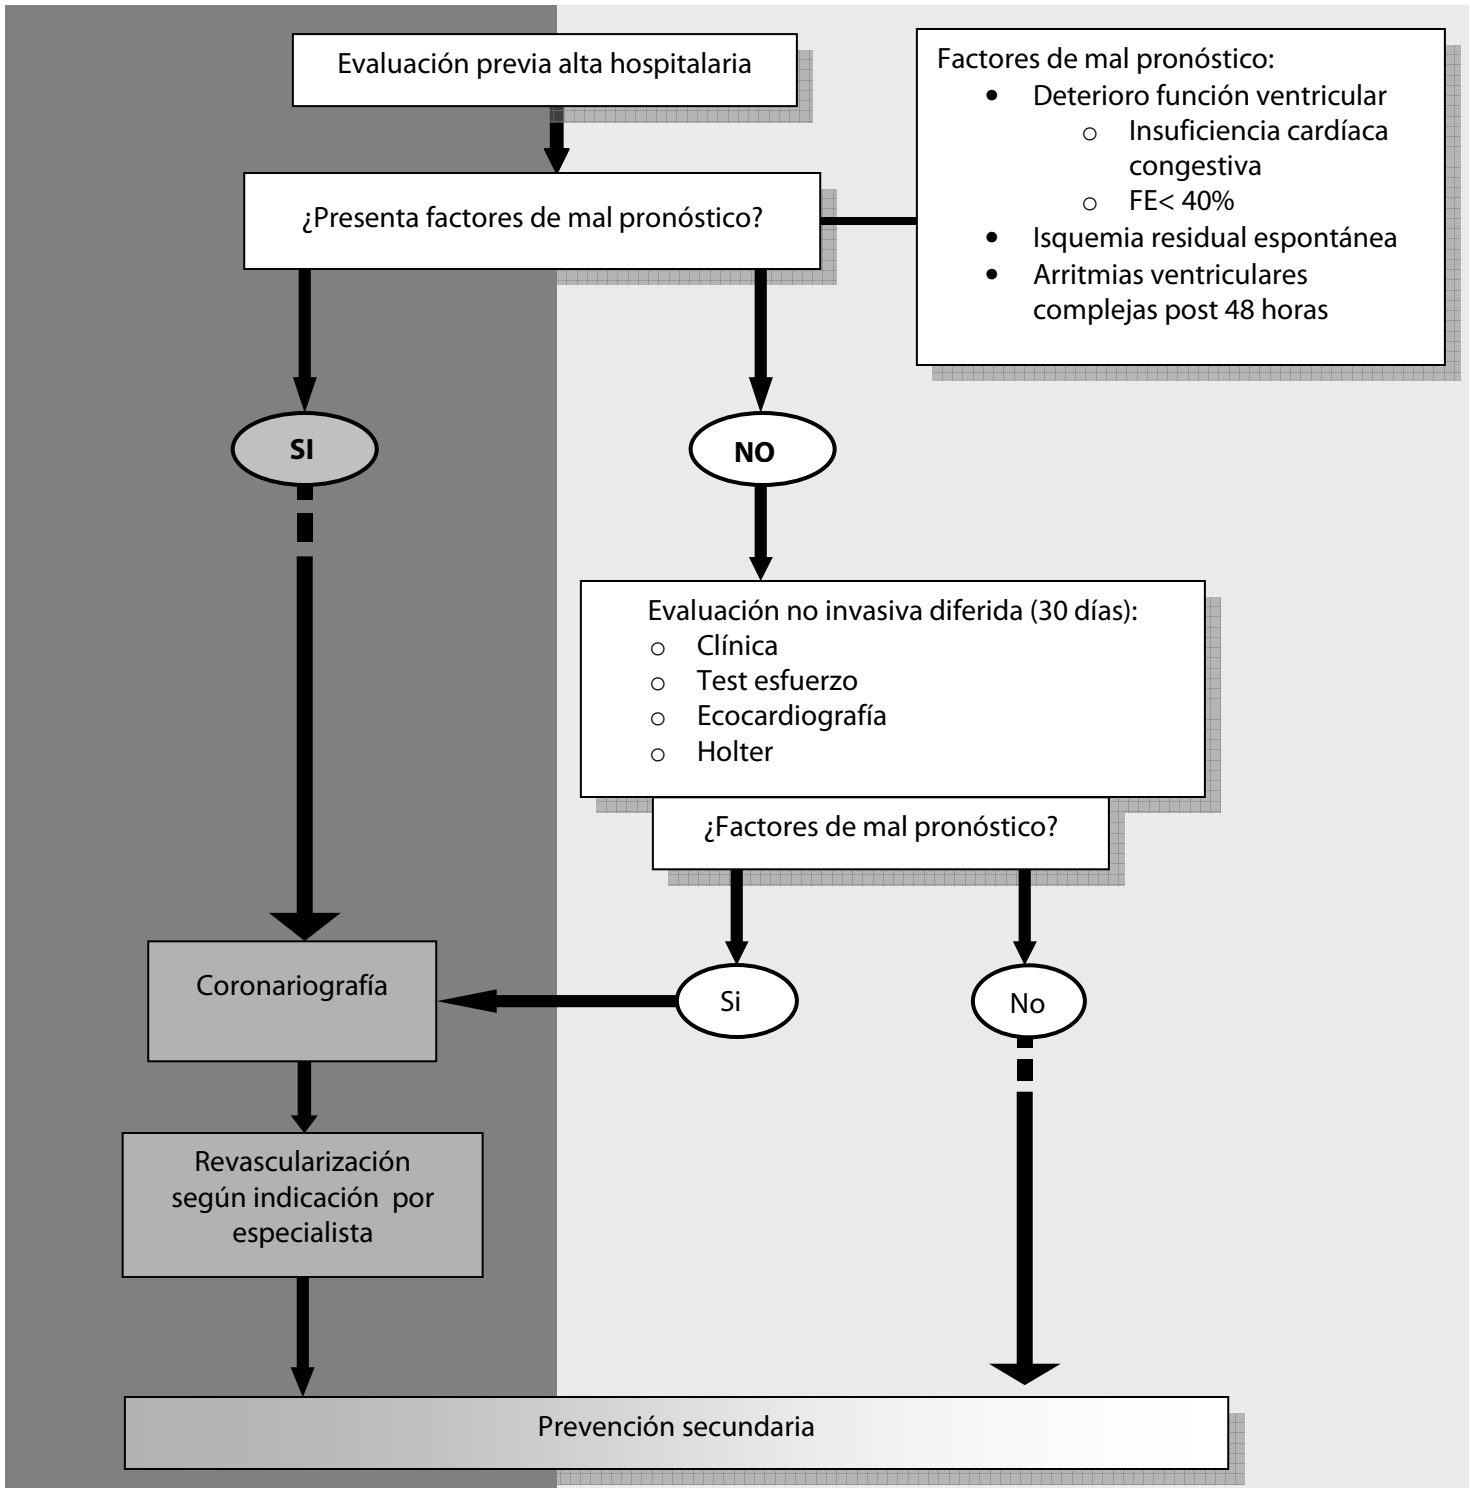 Evaluación previa alta hospitalaria
¿Presenta factores de mal pronóstico?
Factores de mal pronóstico:
• Deterioro función ventricular
o Insuficiencia cardíaca
congestiva
o FE< 40%
• Isquemia residual espontánea
• Arritmias ventriculares
complejas post 48 horas
SI
NO
Evaluación no invasiva diferida (30 días):
o Clínica
o Test esfuerzo
o Ecocardiografía
o Holter
¿Factores de mal pronóstico?
Coronariografía
Si
No
Revascularización
según indicación por
especialista
Prevención secundaria